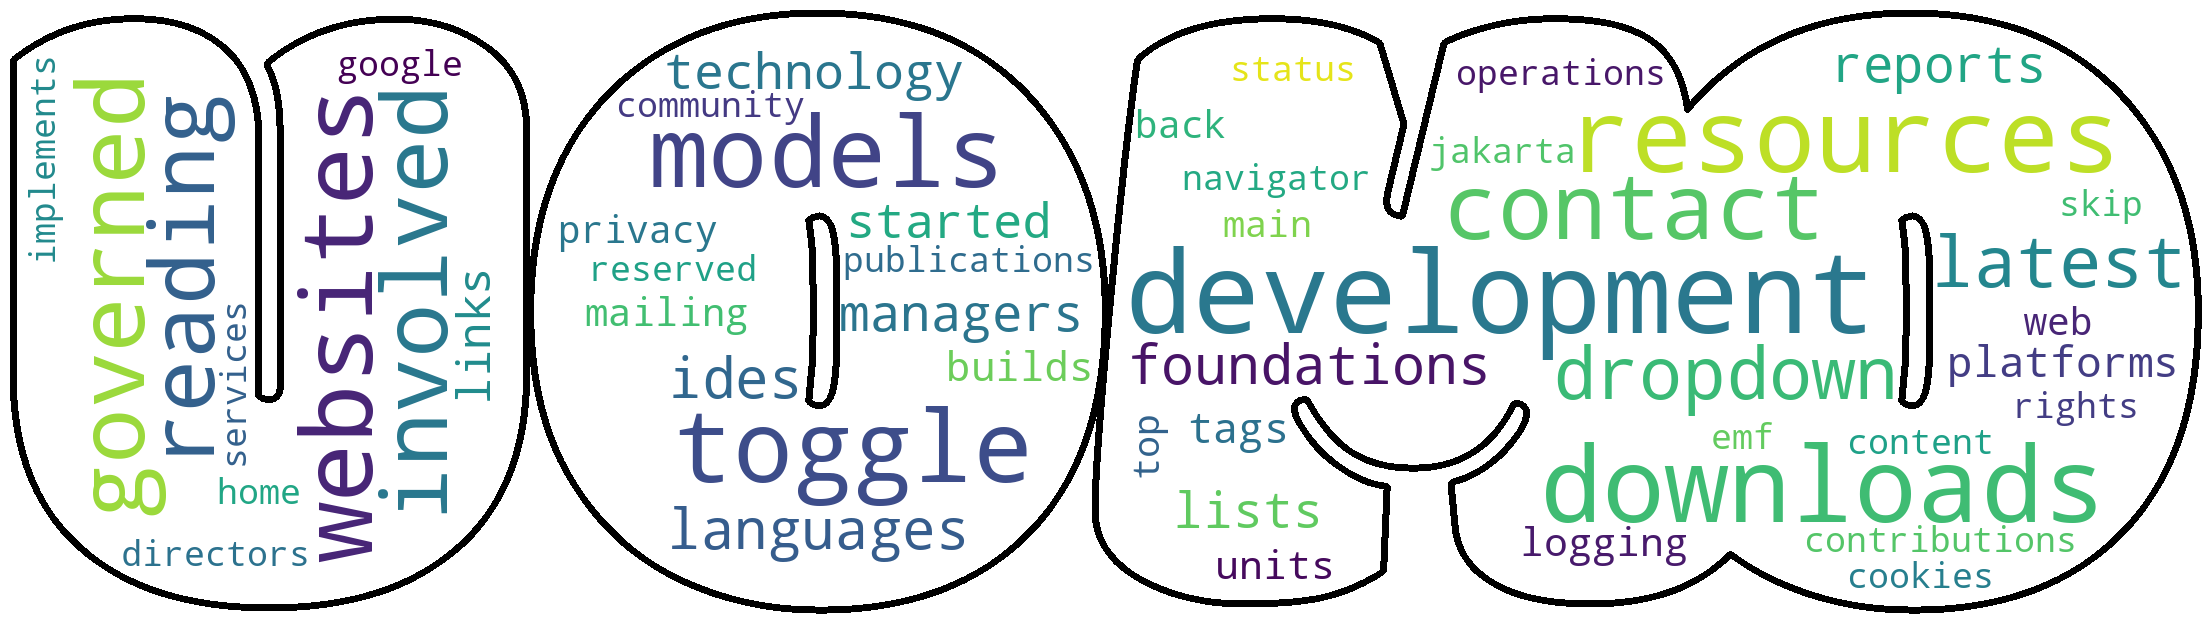 implements
governed
reading
services
home
directors
google
websites
involved
links
technology
community
models
privacy
started
reserved
publications
mailing
managers
ides
builds
toggle
languages
status
back
navigator
main
operations
jakarta
reports
resources
contact
skip
development
latest
web
foundations
dropdown
platforms
rights
top
tags
emf
content
lists
downloads
units
logging
contributions
cookies